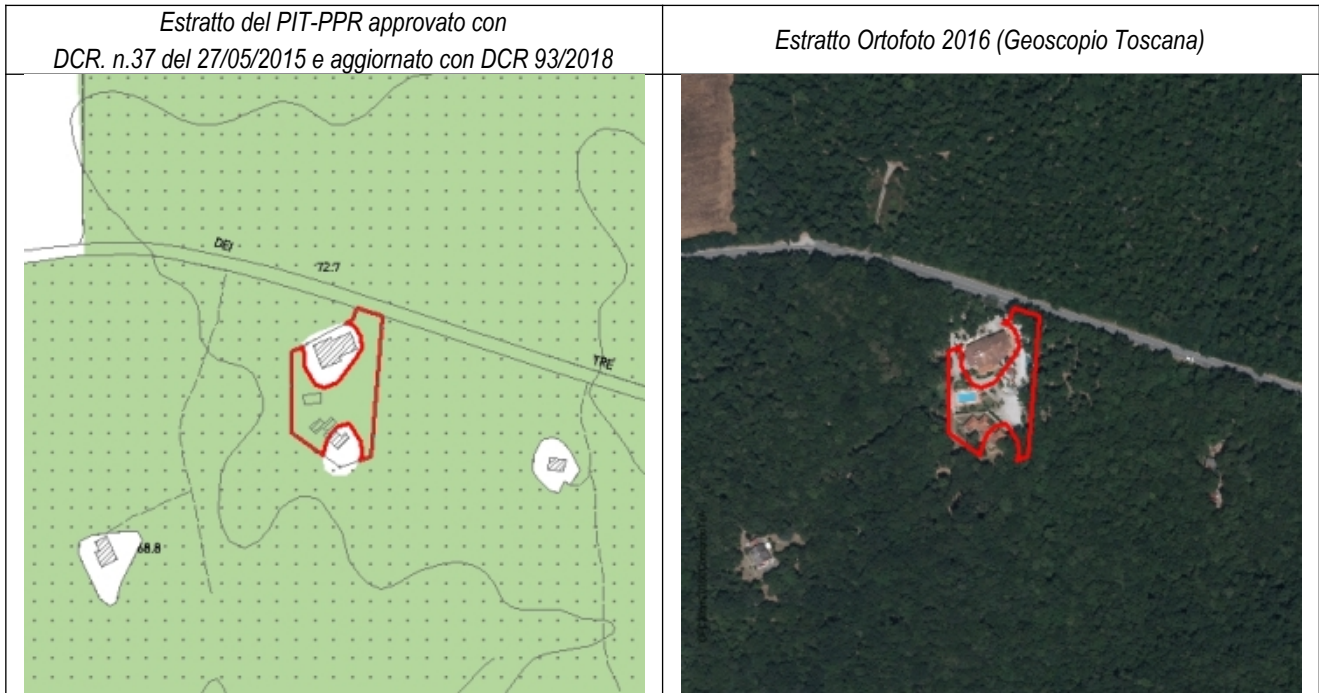 Estratto del PIT-PPR approvato con
DCR. n.37 del 27/05/2015 e aggiornato con DCR 93/2018
Estratto Ortofoto 2016 (Geoscopio Toscana)
DEI
72.7
TRE
68.8